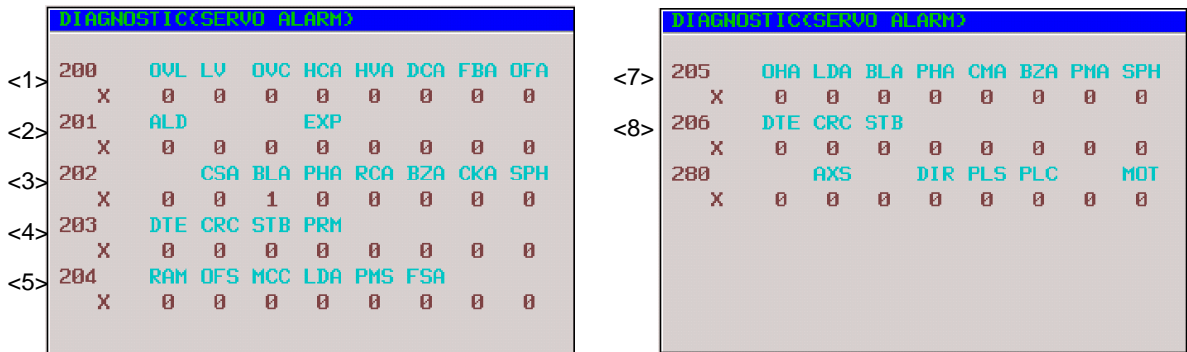 DIAGNOSTIC(SERVO ALARM)
<1> 200 OVL LV OVC HCA HVA DCA FBA OFA
X 0 0 0 0 0 0 0 0
<2> 201 ALD EXP
X 0 0 0 0 0 0 0 0
<3> 202 CSA BLA PHA RCA BZA CKA SPH
X 0 0 1 0 0 0 0 0
<4> 203 DTE CRC STB PRM
X 0 0 0 0 0 0 0 0
<5> 204 RAM OFS MCC LDA PMS FSA
X 0 0 0 0 0 0 0 0
DIAGNOSTIC(SERVO ALARM)
<7> 205 OHA LDA BLA PHA CMA BZA PMA SPH
X 0 0 0 0 0 0 0 0
<8> 206 DTE CRC STB
X 0 0 0 0 0 0 0 0
280 AXS DIR PLS PLC MOT
X 0 0 0 0 0 0 0 0